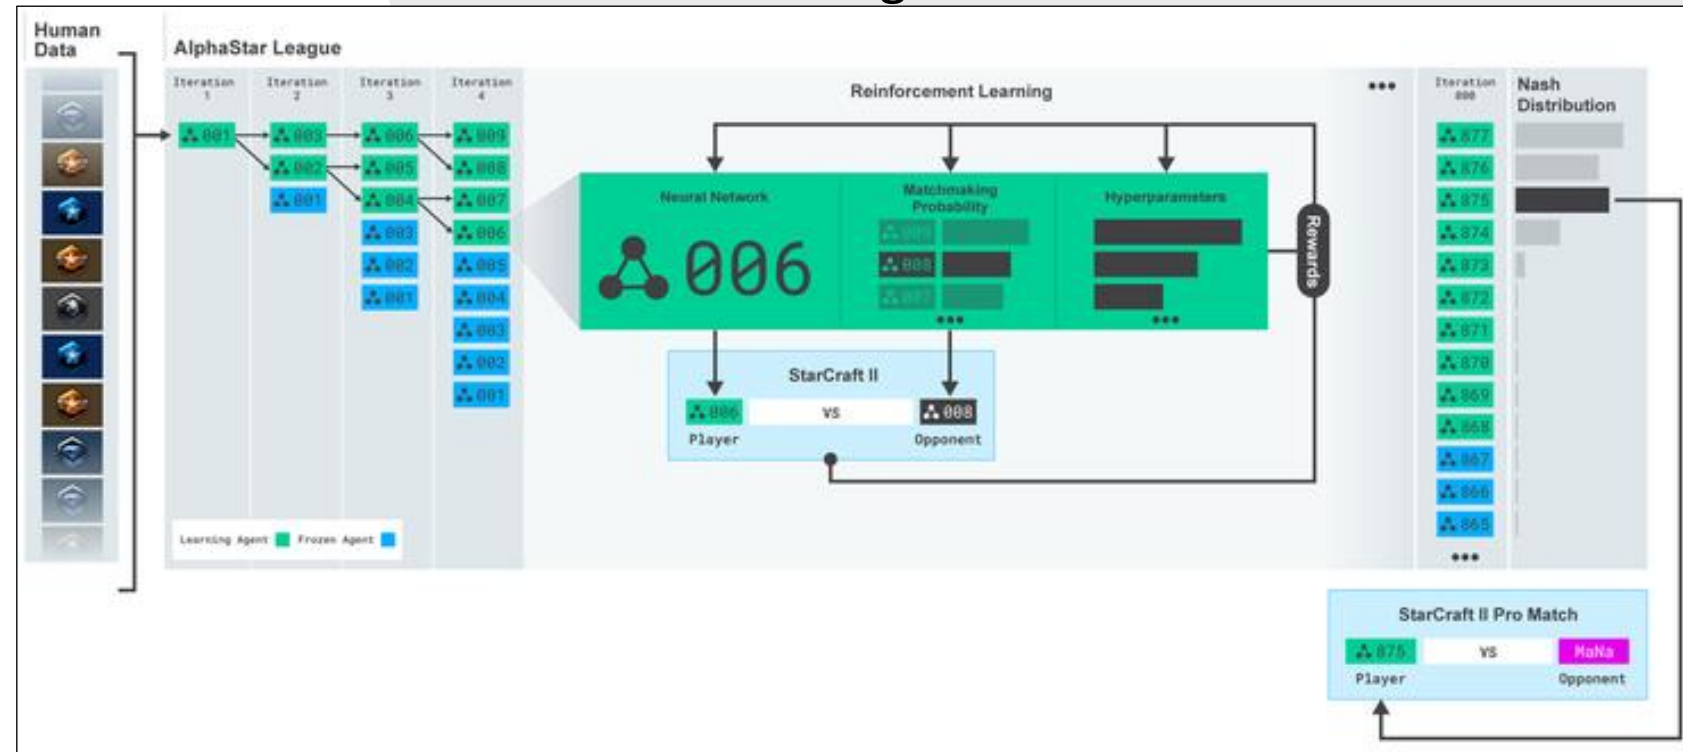 Human
Data
AlphaStar League
Iteration
1
Iteration
2
Iteration
3
Iteration
4
001
003
002
001
006
005
004
003
002
001
009
008
007
006
005
004
003
002
001
Learning Agent
Frozen Agent
Reinforcement Learning
Neural Network
006
Matchmaking
Probability
009
008
007
•••
Hyperparameters
•••
Rewards
StarCraft II
006
vs
008
Player
Opponent
•••
Iteration
877
876
875
874
873
872
871
870
869
868
867
866
865
•••
Nash
Distribution
StarCraft II Pro Match
875
vs
MaNa
Player
Opponent